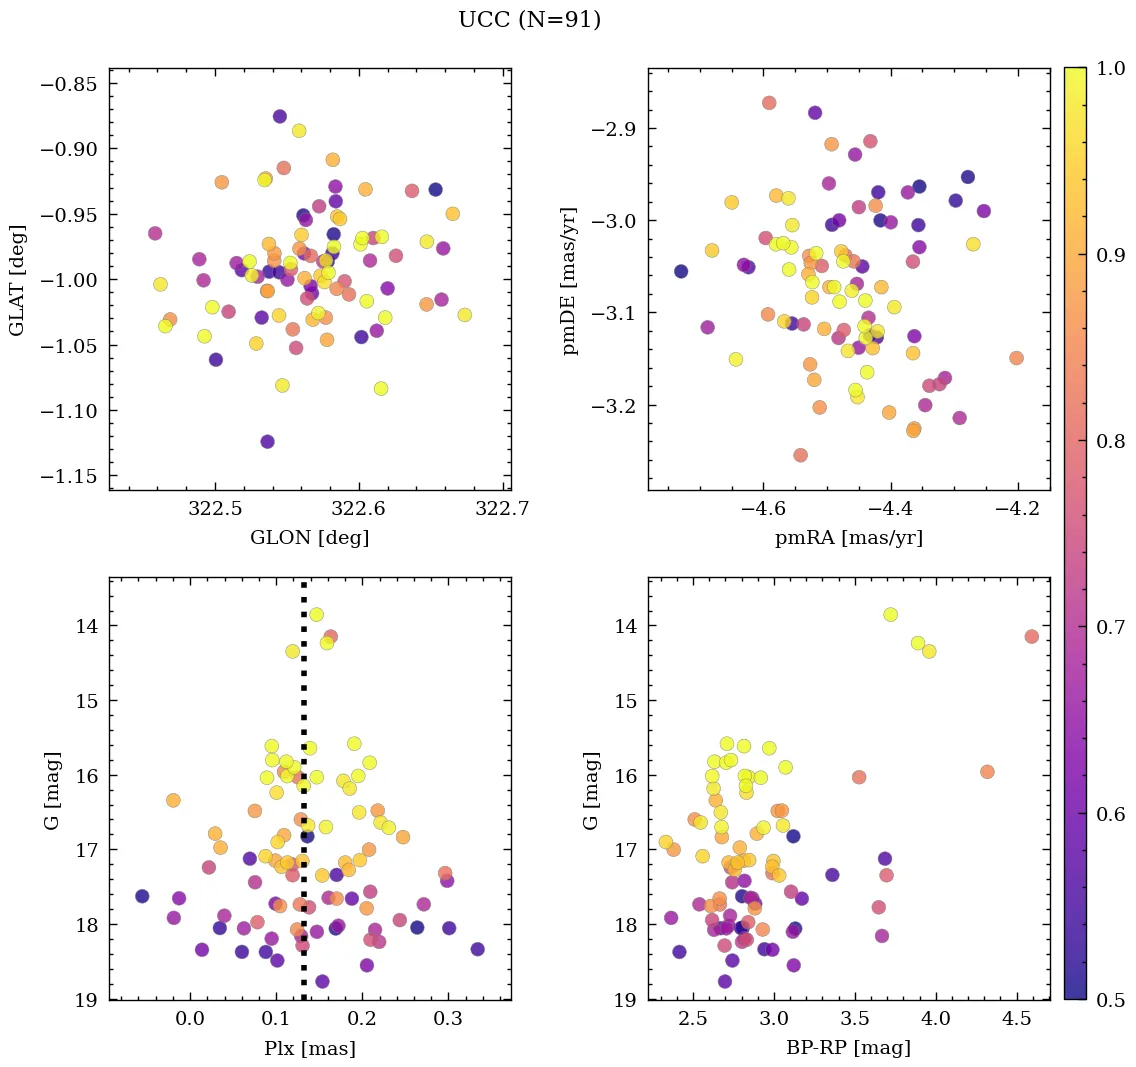 UCC (N=91)
−0.85
−0.90
−0.95
−1.00
−1.05
−1.10
−1.15
GLAT [deg]
322.5 322.6 322.7
GLON [deg]
−2.9
−3.0
−3.1
−3.2
pmDE [mas/yr]
−4.6 −4.4 −4.2
pmRA [mas/yr]
1.0
0.9
0.8
0.7
0.6
0.5
14
15
16
17
18
19
G [mag]
0.0 0.1 0.2 0.3
Plx [mas]
14
15
16
17
18
19
G [mag]
2.5 3.0 3.5 4.0 4.5
BP-RP [mag]